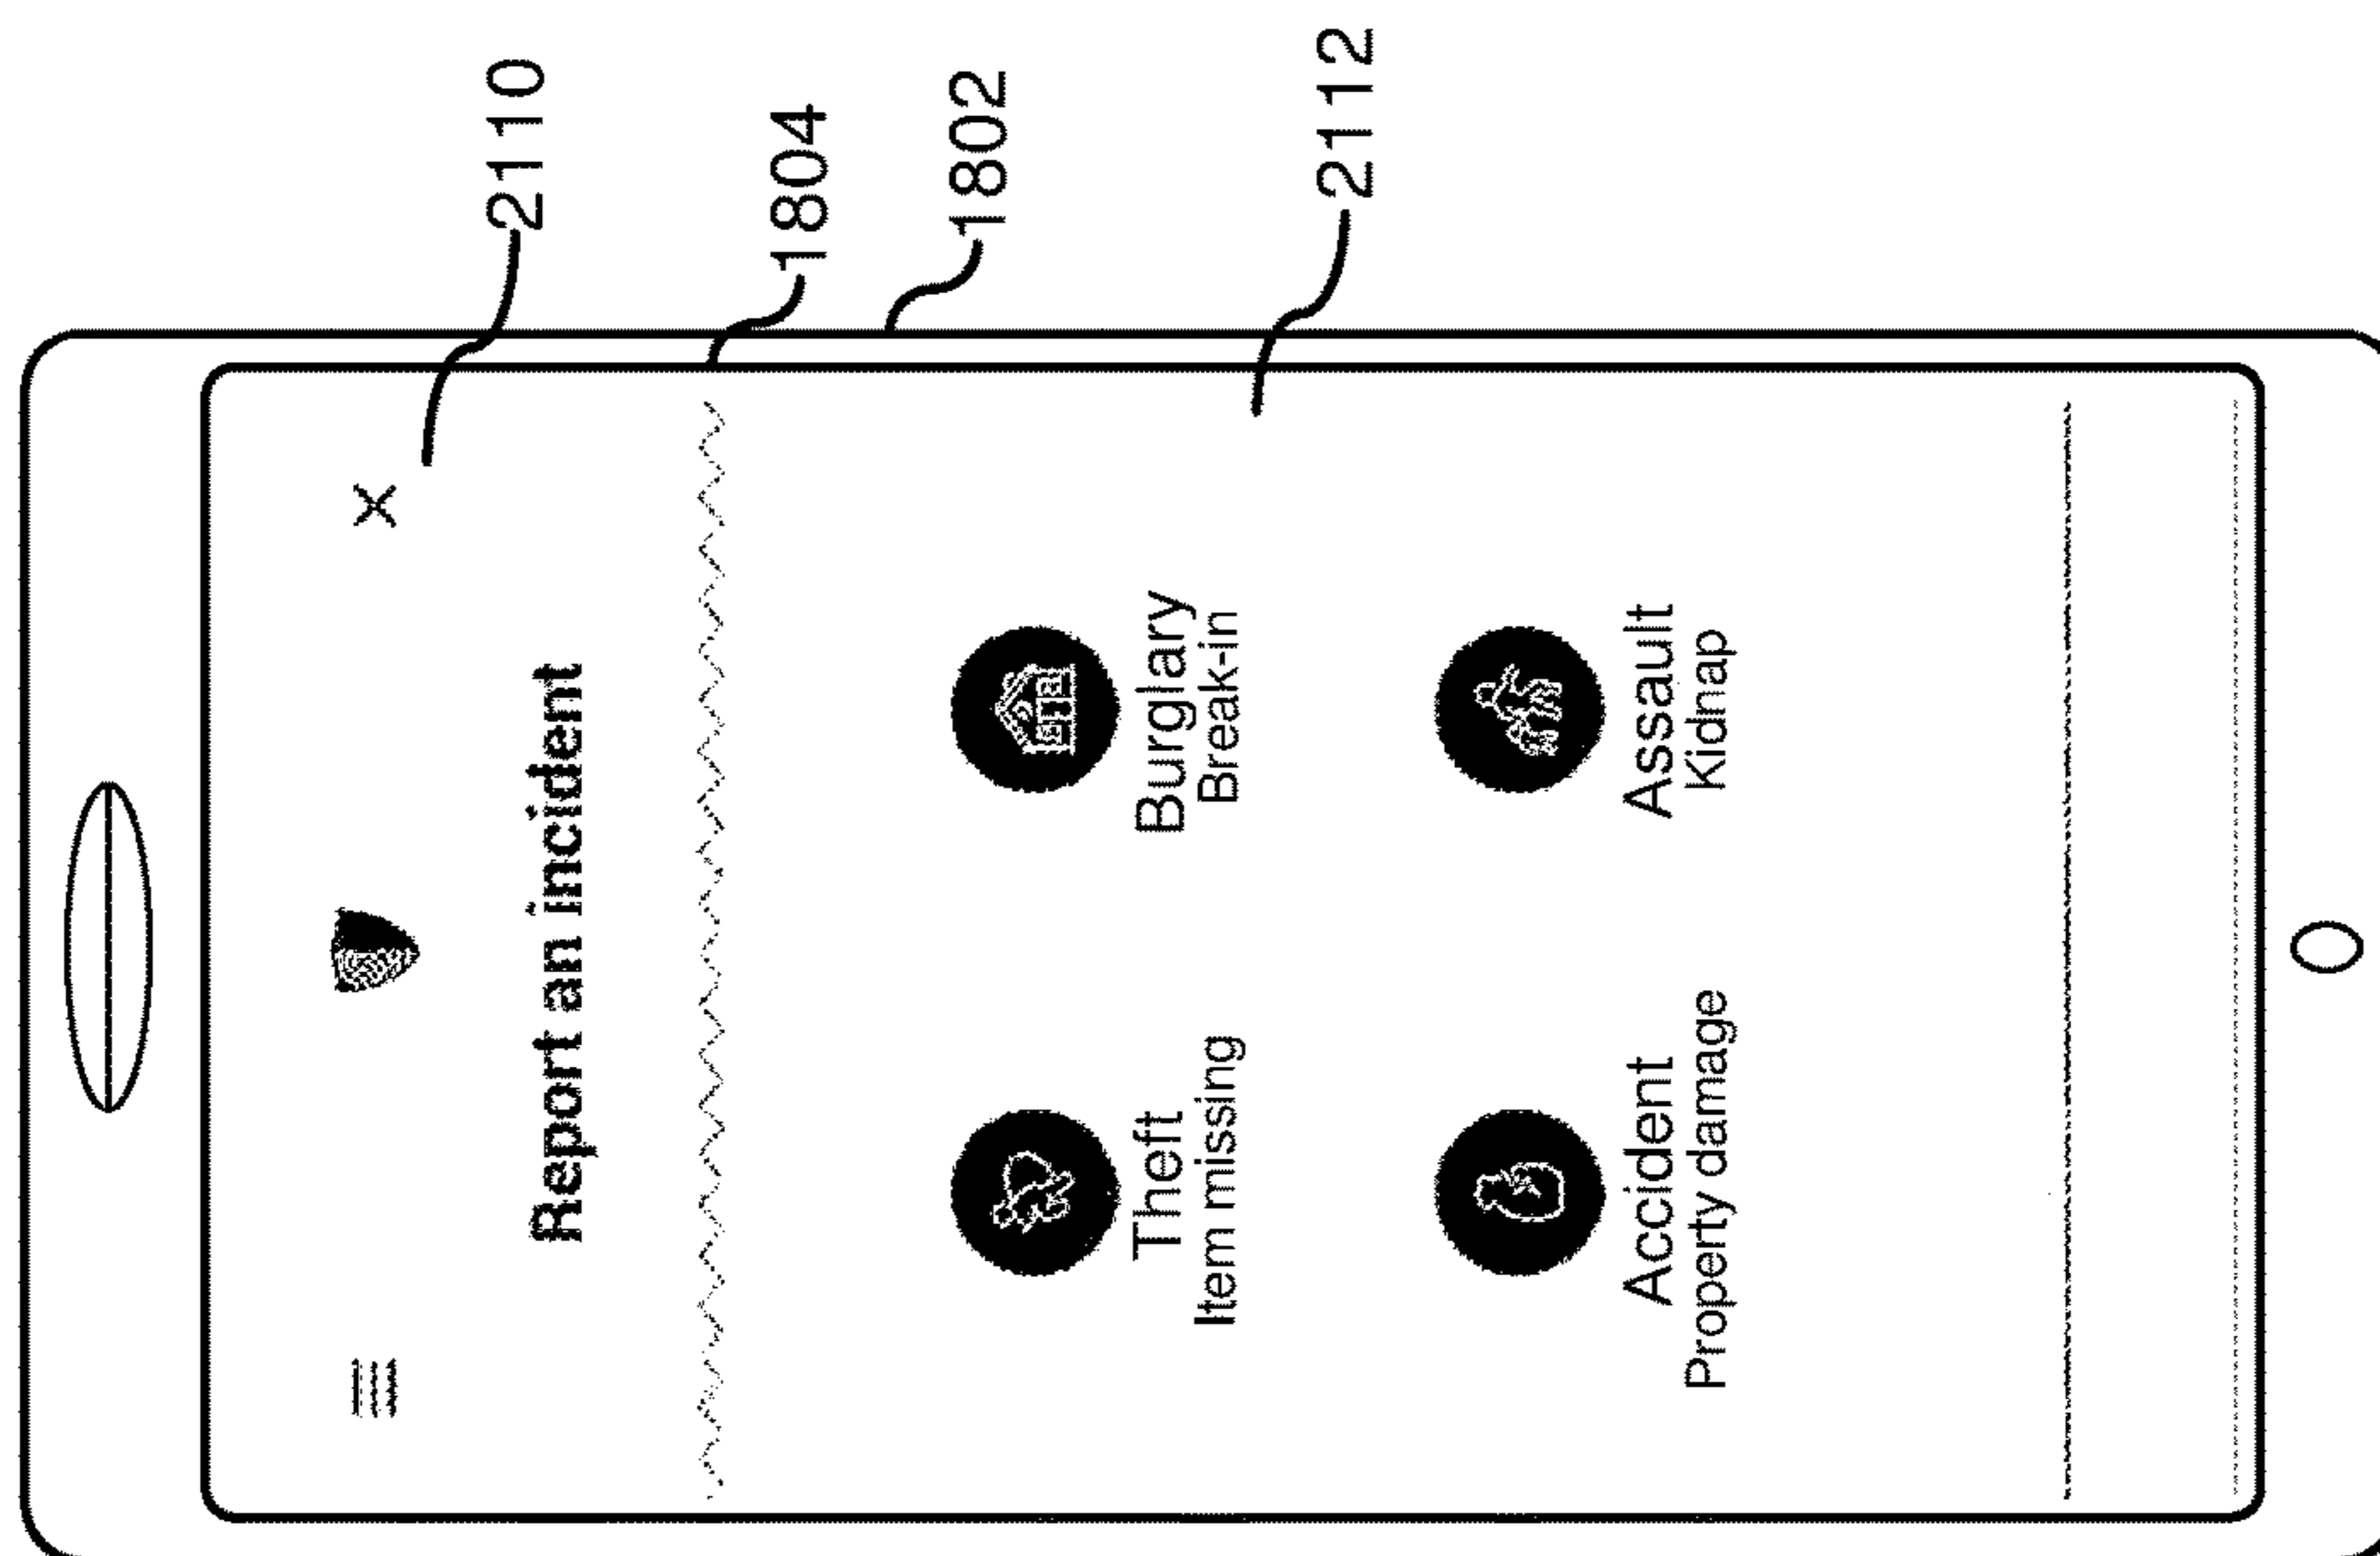 Report an incident
Theft
Item missing
Burglary
Break-in
Accident
Property damage
Assault
Kidnap
2110
1804
1802
2112